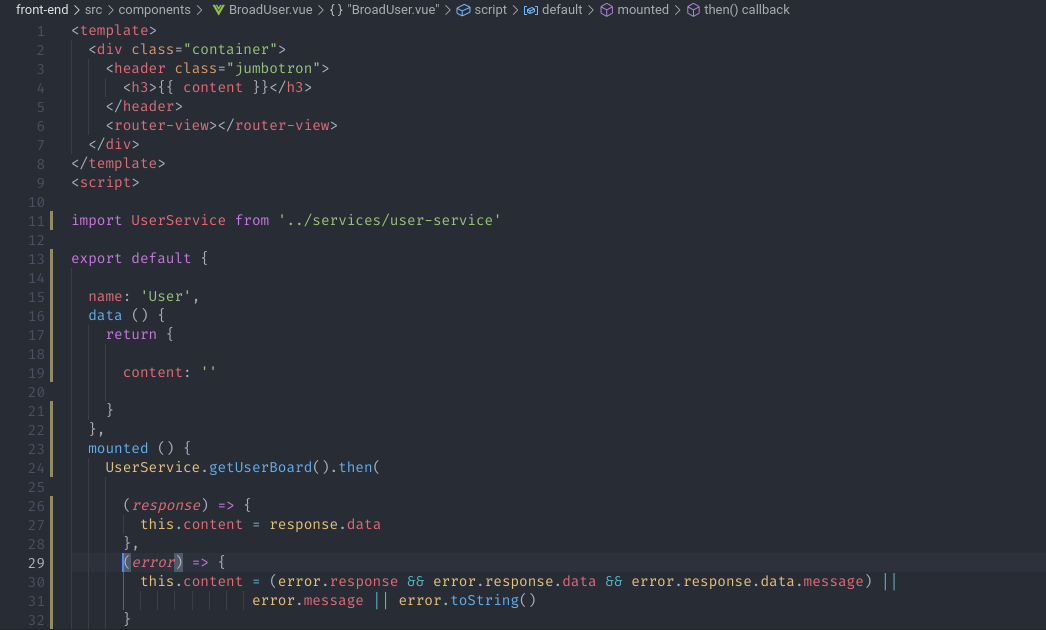 front-end > src > components > BroadUser.vue > {} "BroadUser.vue" > script > default > mounted > then() callback
1 <template>
2 <div class="container">
3 <header class="jumbotron">
4 <h3>{{ content }}</h3>
5 </header>
6 <router-view></router-view>
7 </div>
8 </template>
9 <script>
10
11 import UserService from '../services/user-service'
12
13 export default {
14
15 name: 'User',
16 data () {
17 return {
18
19 content: ''
20
21 }
22 },
23 mounted () {
24 UserService.getUserBoard().then(
25
26 (response) => {
27 this.content = response.data
28 },
29 (error) => {
30 this.content = (error.response && error.response.data && error.response.data.message) ||
31 error.message || error.toString()
32 }